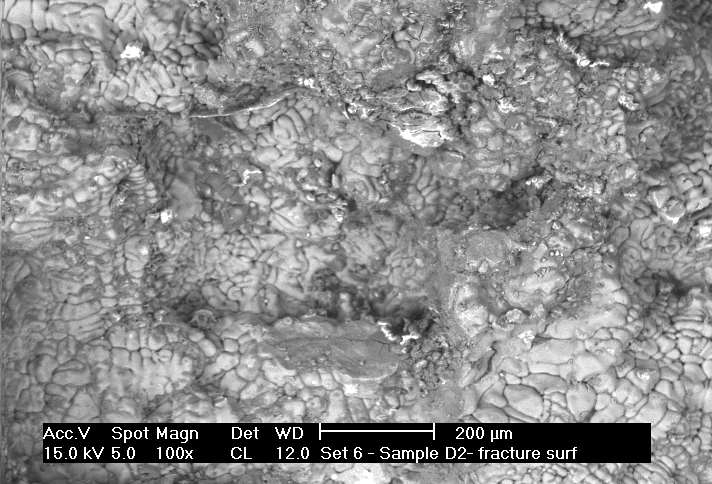 Acc.V Spot Magn Det WD 200 µm
15.0 kV 5.0 100x CL 12.0 Set 6 - Sample D2- fracture surf